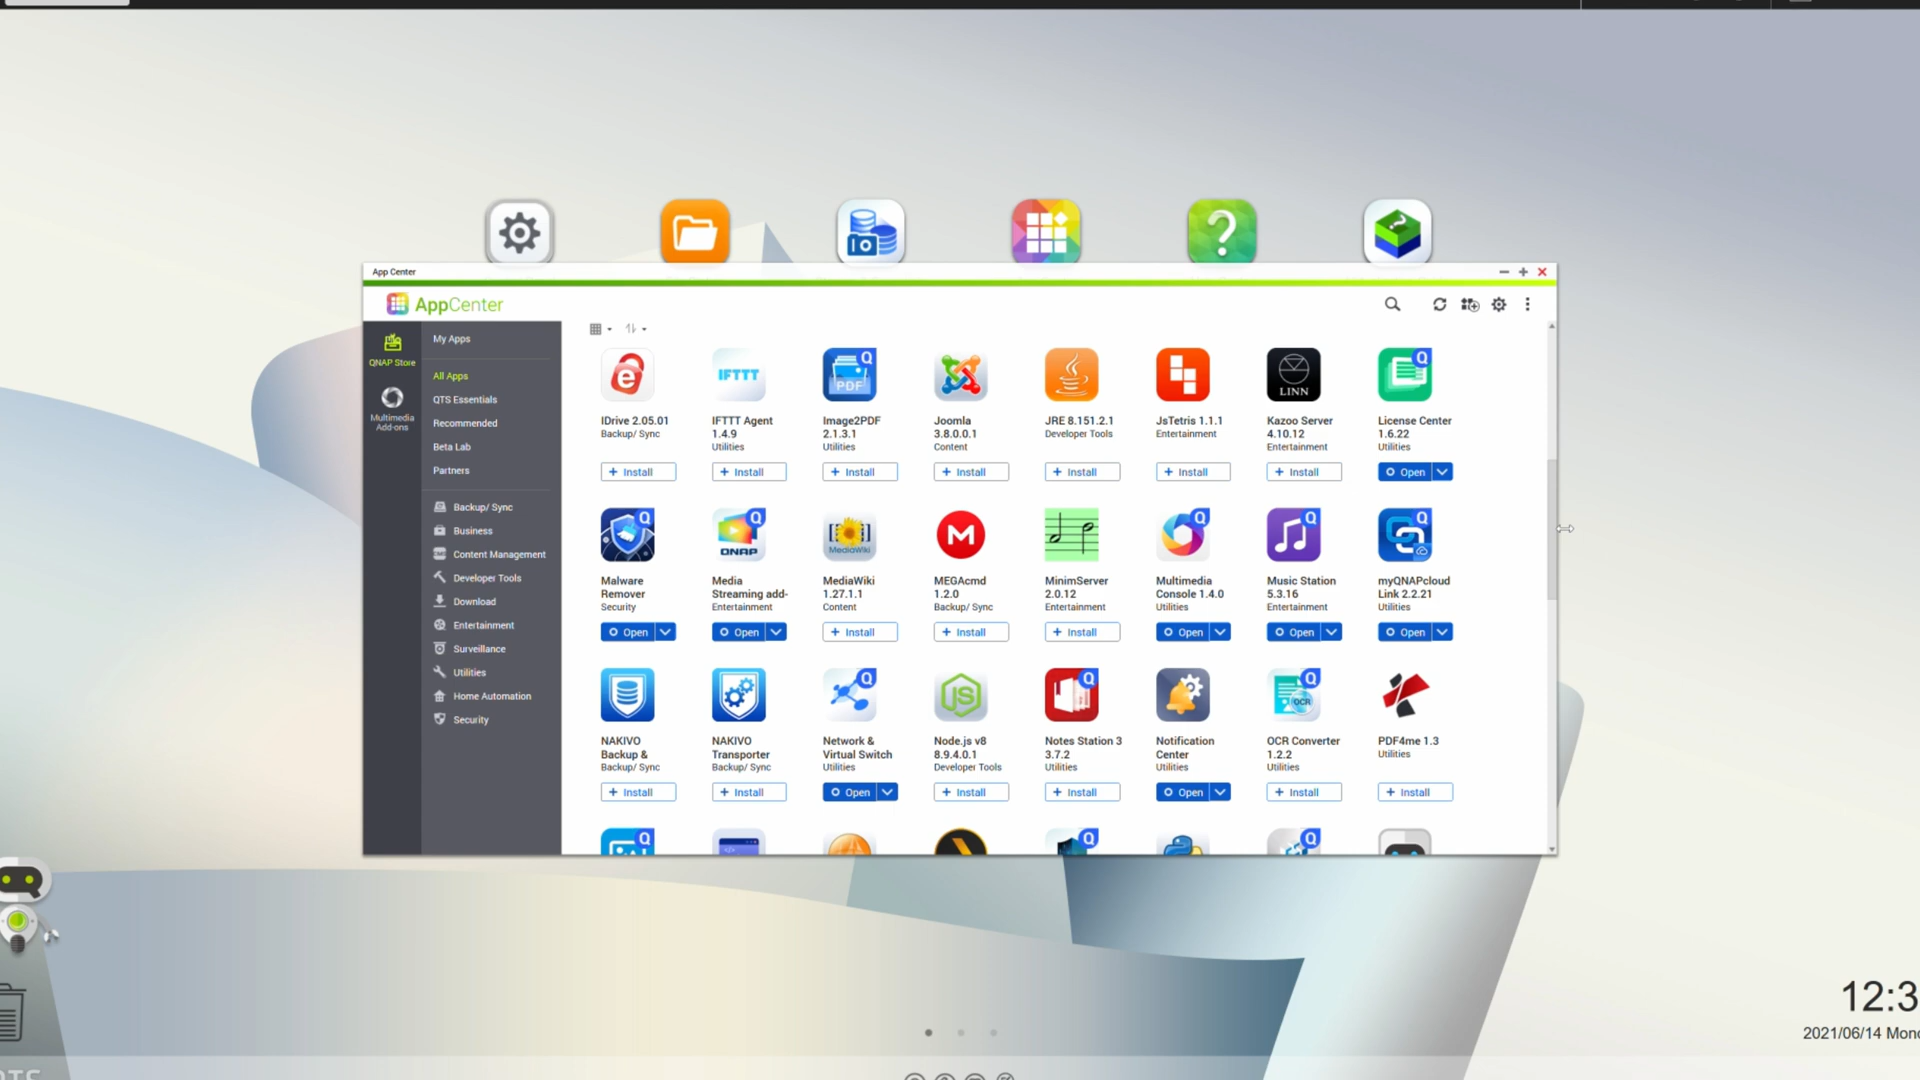 App Center
AppCenter
QNAP Store
Multimedia
Add-ons
My Apps
All Apps
QTS Essentials
Recommended
Beta Lab
Partners
Backup/ Sync
Business
Content Management
Developer Tools
Download
Entertainment
Surveillance
Utilities
Home Automation
Security
IFTTT
PDF
LINN
IDrive 2.05.01
Backup/ Sync
+ Install
IFTTT Agent
1.4.9
Utilities
+ Install
Image2PDF
2.1.3.1
Utilities
+ Install
Joomla
3.8.0.0.1
Content
+ Install
JRE 8.151.2.1
Developer Tools
+ Install
JsTetris 1.1.1
Entertainment
+ Install
Kazoo Server
4.10.12
Entertainment
+ Install
License Center
1.6.22
Utilities
Open
QNAP
MediaWiki
Malware
Remover
Security
Open
Media
Streaming add-
Entertainment
Open
MediaWiki
1.27.1.1
Content
+ Install
MEGAcmd
1.2.0
Backup/ Sync
+ Install
MinimServer
2.0.12
Entertainment
+ Install
Multimedia
Console 1.4.0
Utilities
Open
Music Station
5.3.16
Entertainment
Open
myQNAPcloud
Link 2.2.21
Utilities
Open
JS
OCR
NAKIVO
Backup &
Backup/ Sync
+ Install
NAKIVO
Transporter
Backup/ Sync
+ Install
Network &
Virtual Switch
Utilities
Open
Node.js v8
8.9.4.0.1
Developer Tools
+ Install
Notes Station 3
3.7.2
Utilities
+ Install
Notification
Center
Utilities
Open
OCR Converter
1.2.2
Utilities
+ Install
PDF4me 1.3
Utilities
+ Install
12:3
2021/06/14 Mon